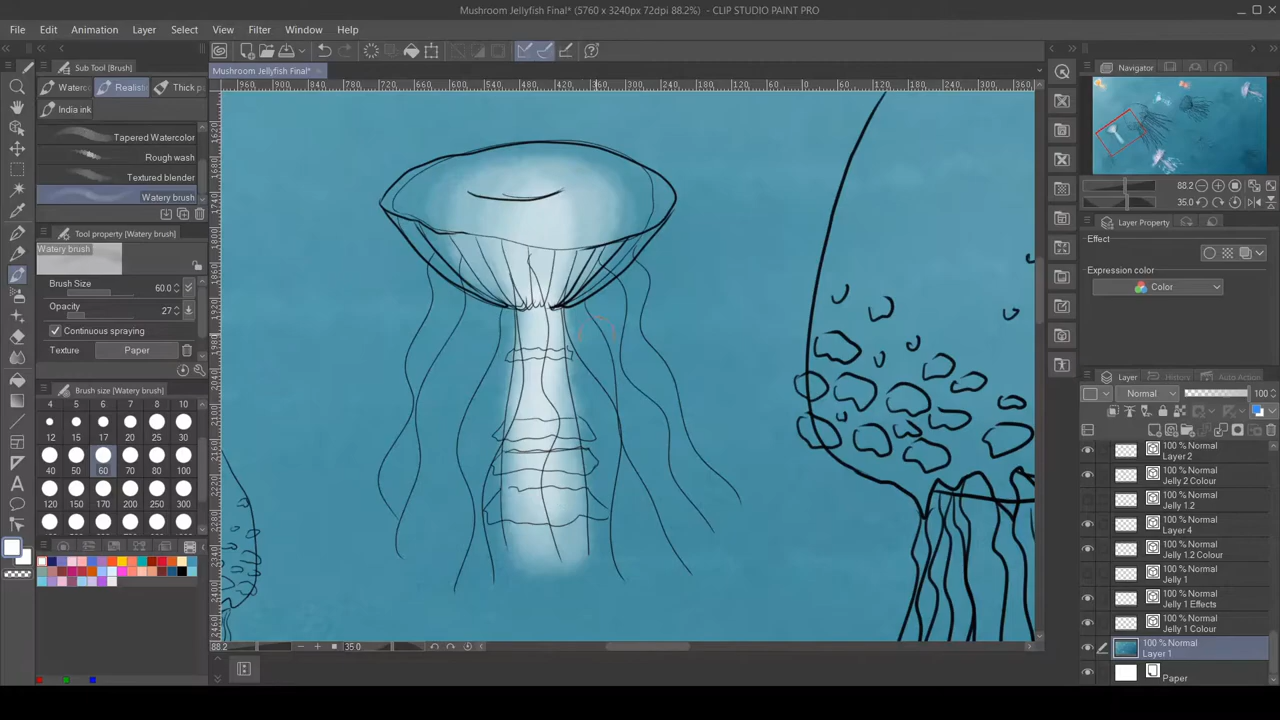 Mushroom Jellyfish Final* (5760 x 3240px 72dpi 88.2%) - CLIP STUDIO PAINT PRO
File Edit Animation Layer Select View Filter Window Help
Sub Tool [Brush]
Mushroom Jellyfish Final*
Navigator
Waterc Realisti Thick p
India ink
Tapered Watercolor
Rough wash
Textured blender
Watery brush
Tool property [Watery brush]
Watery brush
Brush Size 60.0
Opacity 27
Continuous spraying
Texture Paper
Brush size [Watery brush]
4 5 6 8 10
12 15 17 20 25 30
40 50 60 70 80 100
120 150 170 200 250 300
88.2
35.0
Layer Property
Effect
Expression color
Color
Layer History Auto Action
Normal 100
100 % Normal
Layer 2
100 % Normal
Jelly 2 Colour
100 % Normal
Jelly 1.2
100 % Normal
Layer 4
100 % Normal
Jelly 1.2 Colour
100 % Normal
Jelly 1
100 % Normal
Jelly 1 Effects
100 % Normal
Jelly 1 Colour
100 % Normal
Layer 1
100 % Normal
Paper
88.2 35.0